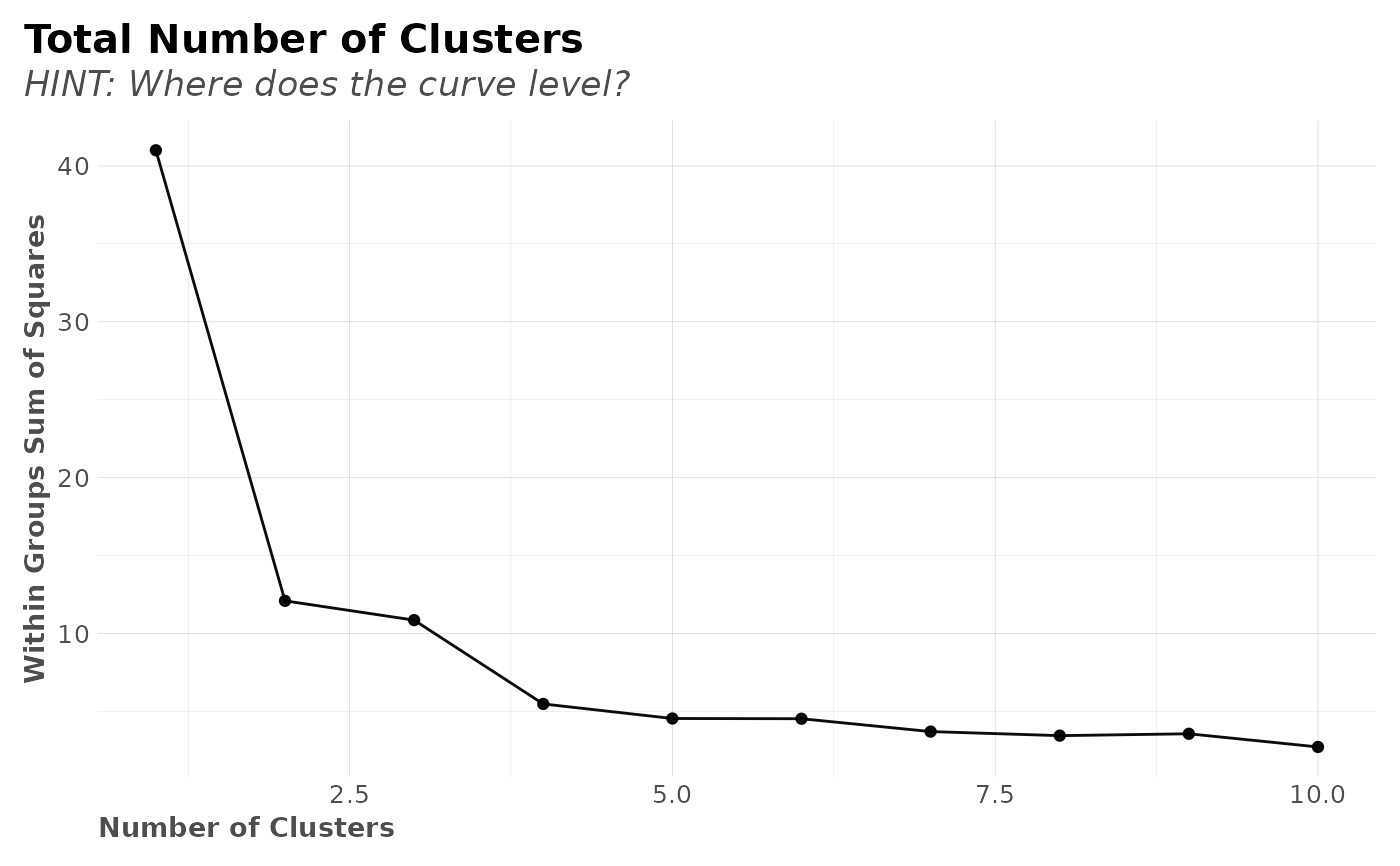 Total Number of Clusters
HINT: Where does the curve level?
Within Groups Sum of Squares
40
30
20
10
2.5
5.0
7.5
10.0
Number of Clusters